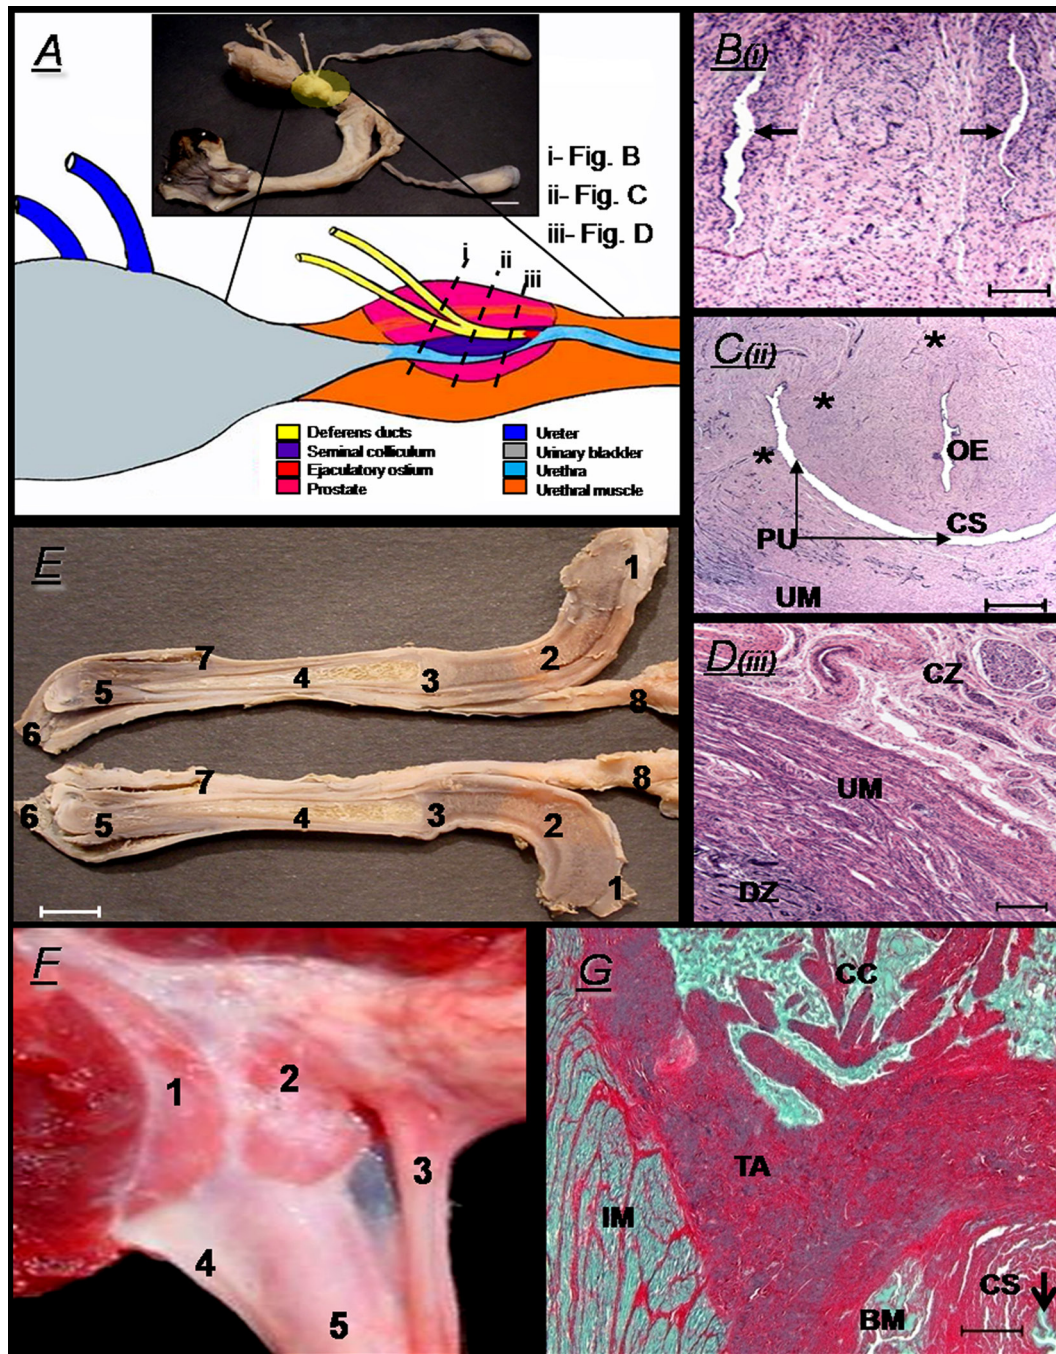 A
i- Fig. B
ii- Fig. C
iii- Fig. D
i
ii
iii
Deferens ducts
Seminal colliculum
Ejaculatory ostium
Prostate
Ureter
Urinary bladder
Urethra
Urethral muscle
B(i)
C(ii)
*
*
*
OE
PU
CS
UM
D(iii)
CZ
UM
DZ
E
1
7
2
4
3
5
8
6
7
8
6
5
4
3
2
1
F
1
2
3
4
5
G
CC
TA
IM
CS
BM